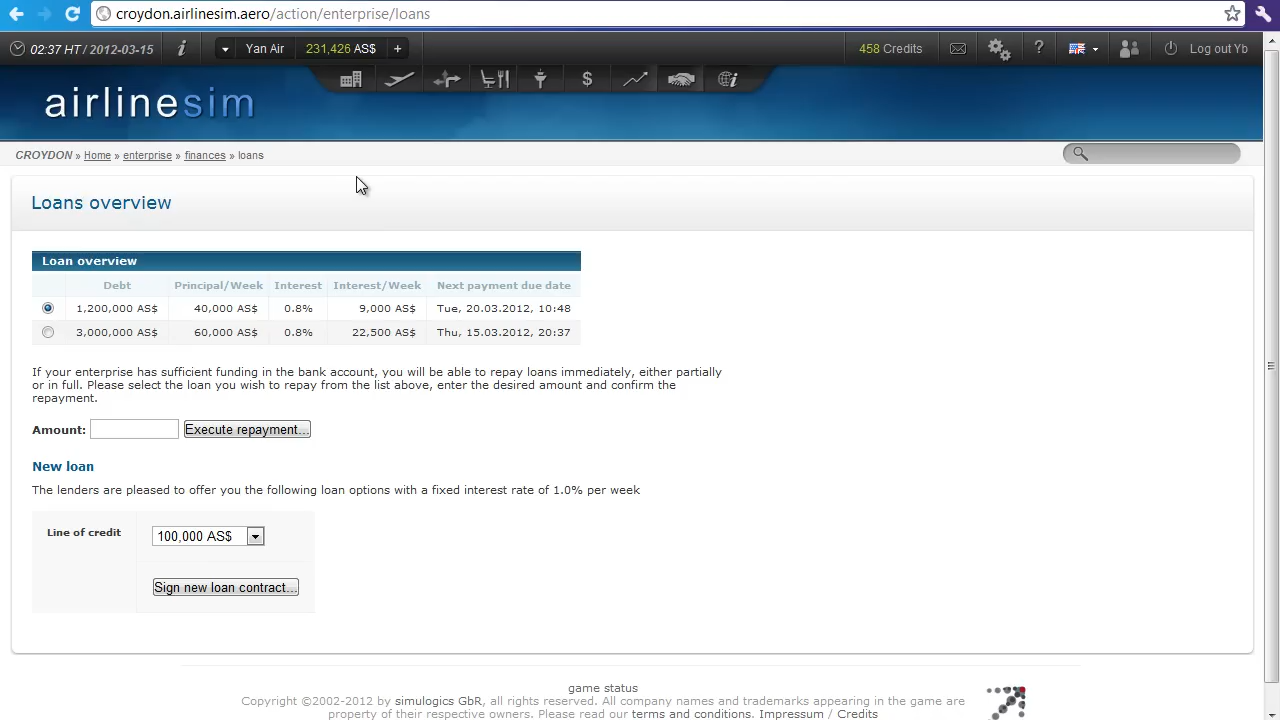 croydon.airlinesim.aero/action/enterprise/loans
02:37 HT / 2012-03-15 i Yan Air 231,426 AS$ + 458 Credits ? Log out Yb
$ i
airlinesim
CROYDON » Home » enterprise » finances » loans
Loans overview
Loan overview
Debt Principal/Week Interest Interest/Week Next payment due date
1,200,000 AS$ 40,000 AS$ 0.8% 9,000 AS$ Tue, 20.03.2012, 10:48
3,000,000 AS$ 60,000 AS$ 0.8% 22,500 AS$ Thu, 15.03.2012, 20:37
If your enterprise has sufficient funding in the bank account, you will be able to repay loans immediately, either partially
or in full. Please select the loan you wish to repay from the list above, enter the desired amount and confirm the
repayment.
Amount: Execute repayment...
New loan
The lenders are pleased to offer you the following loan options with a fixed interest rate of 1.0% per week
Line of credit 100,000 AS$
Sign new loan contract...
game status
Copyright ©2002-2012 by simulogics GbR, all rights reserved. All company names and trademarks appearing in the game are
property of their respective owners. Please read our terms and conditions. Impressum / Credits